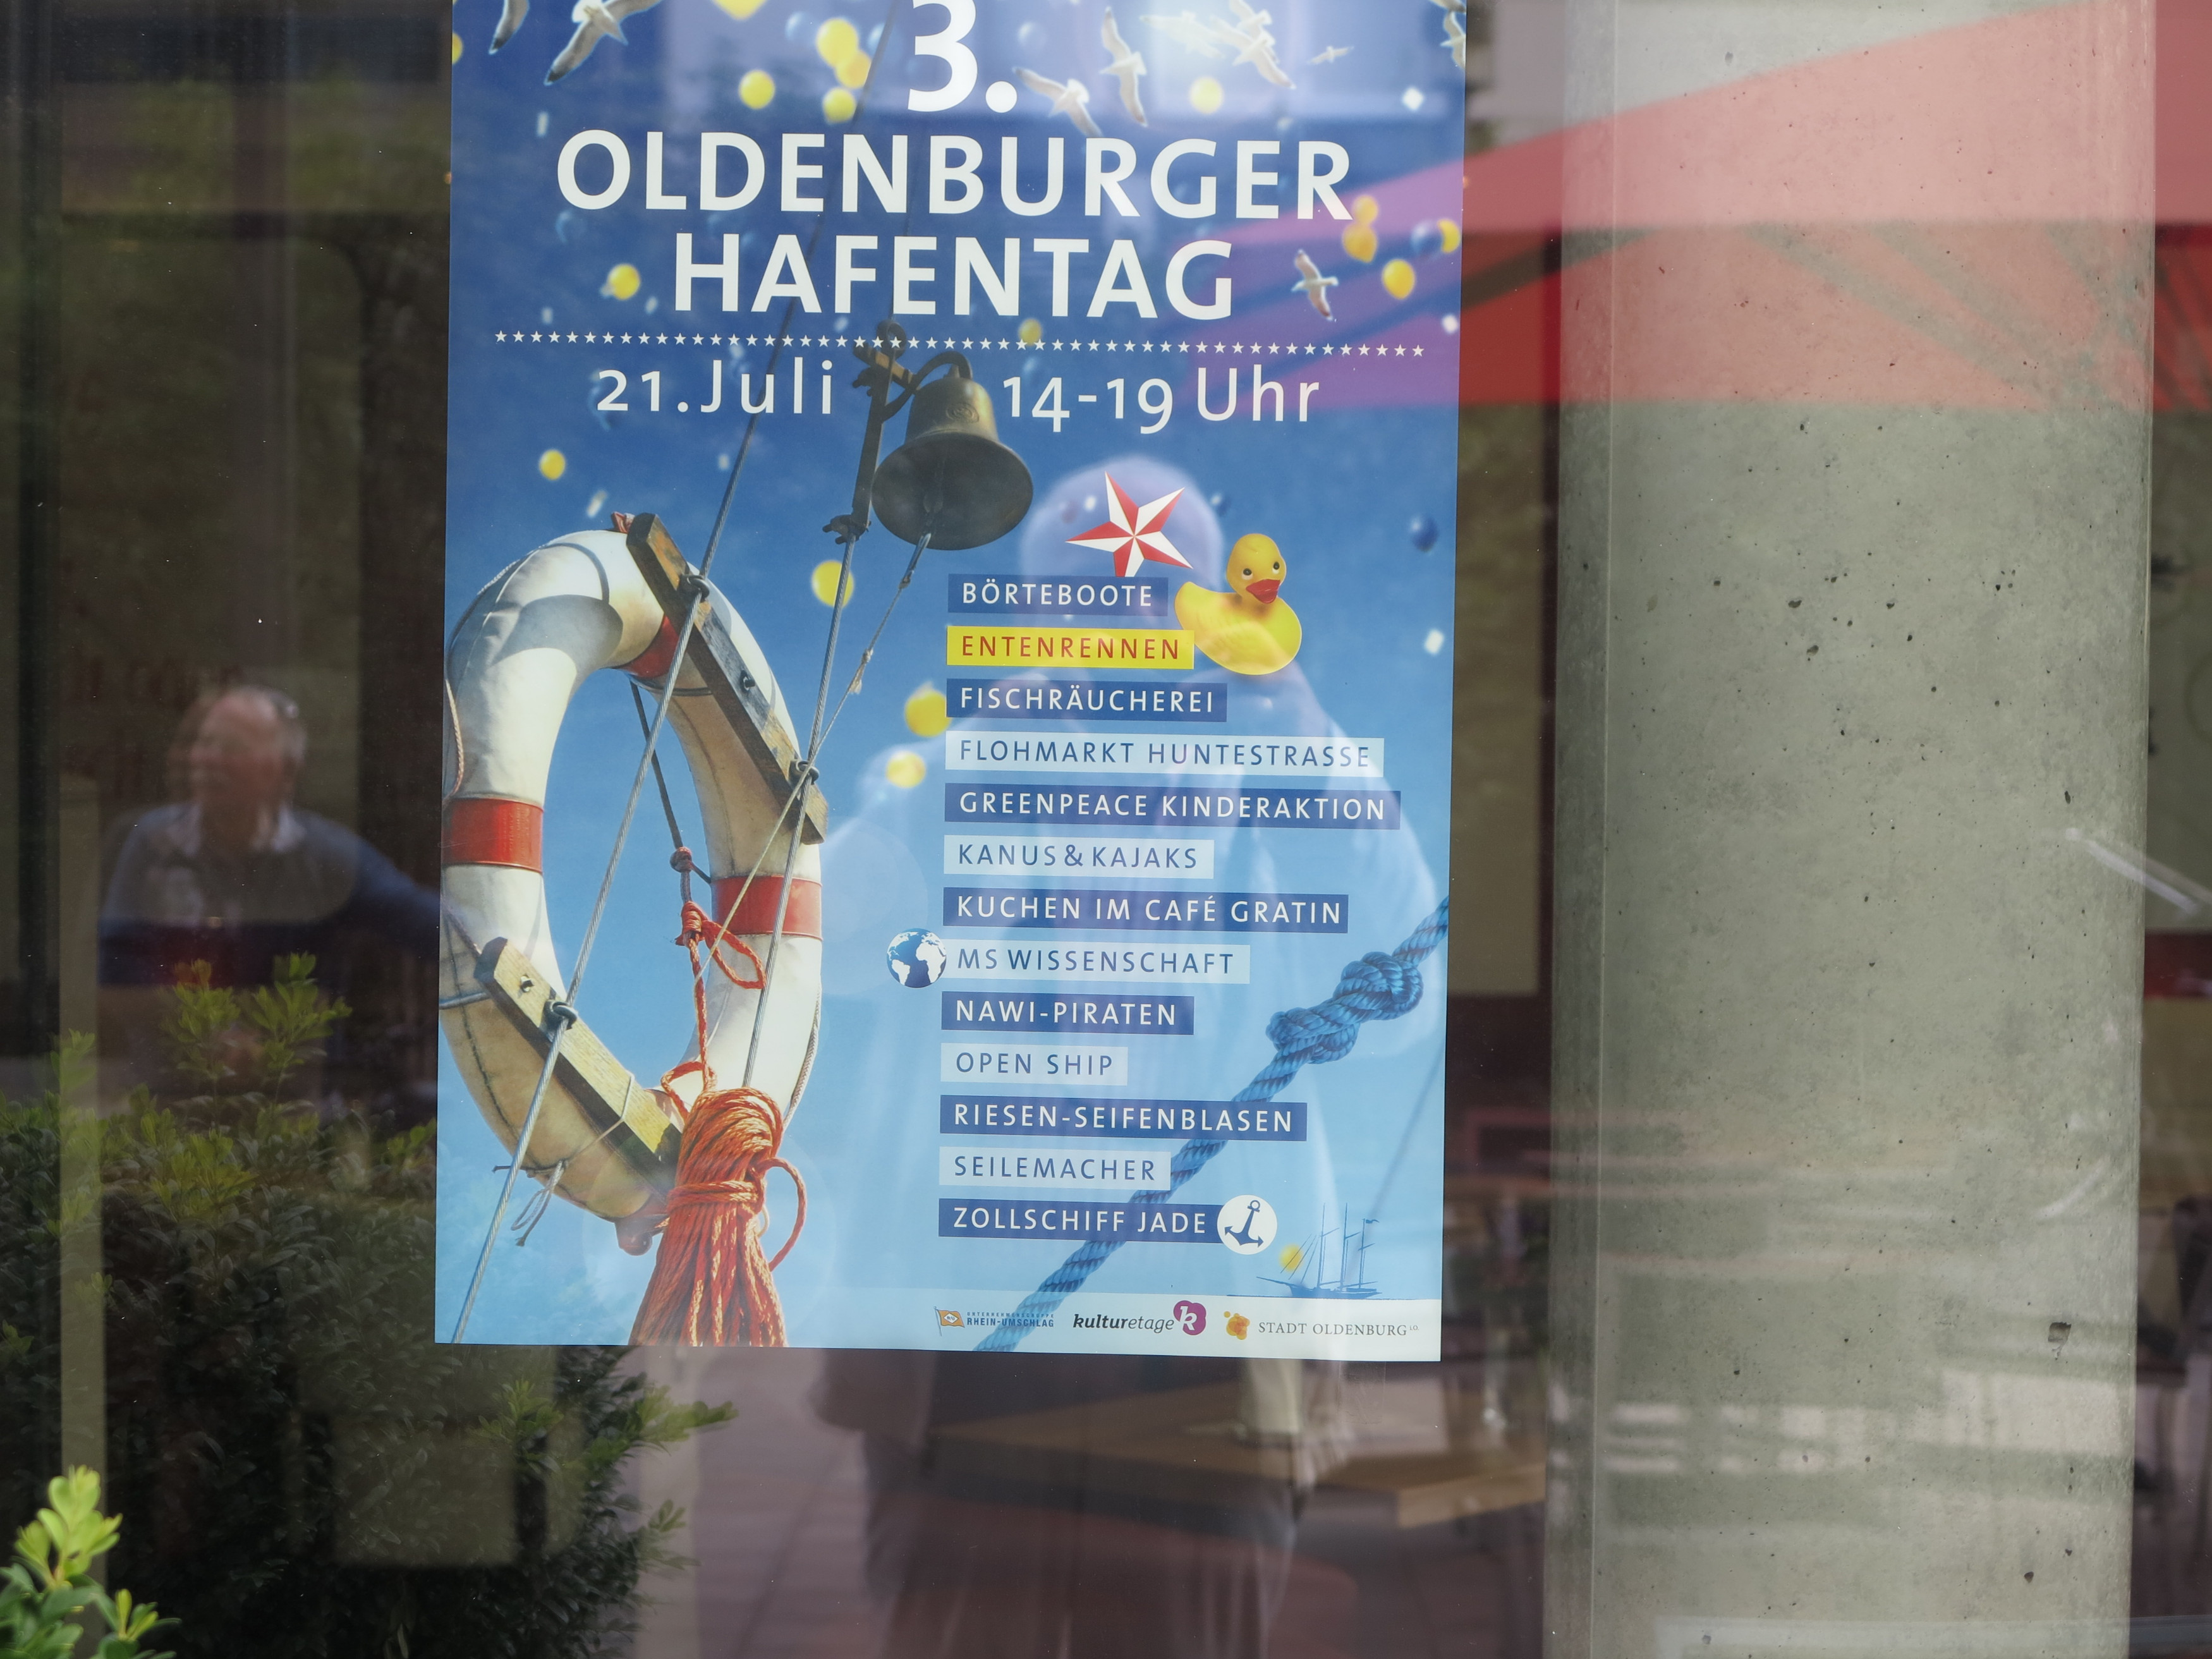 3.
OLDENBURGER
HAFENTAG
21. Juli 14-19 Uhr
BÖRTEBOOTE
ENTENRENNEN
FISCHRÄUCHEREI
FLOHMARKT HUNTESTRASSE
GREENPEACE KINDERAKTION
KANUS & KAJAKS
KUCHEN IM CAFÉ GRATIN
MS WISSENSCHAFT
NAWI-PIRATEN
OPEN SHIP
RIESEN-SEIFENBLASEN
SEILEMACHER
ZOLLSCHIFF JADE
UNTERNEHMENSGRUPPE
RHEIN-UMSCHLAG
kulturetage k
STADT OLDENBURG i.O.